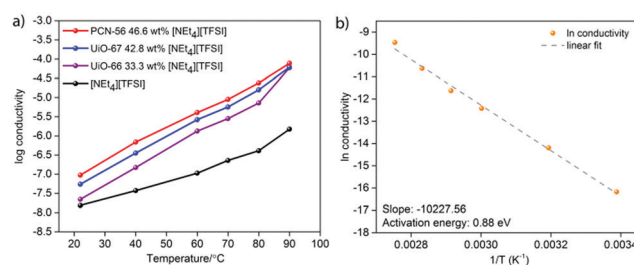 a)
PCN-56 46.6 wt% [NEt₄][TFSI]
UiO-67 42.8 wt% [NEt₄][TFSI]
UiO-66 33.3 wt% [NEt₄][TFSI]
[NEt₄][TFSI]
log conductivity
-3.0
-3.5
-4.0
-4.5
-5.0
-5.5
-6.0
-6.5
-7.0
-7.5
-8.0
-8.5
20 30 40 50 60 70 80 90 100
Temperature/°C
b)
ln conductivity
linear fit
ln conductivity
-9
-10
-11
-12
-13
-14
-15
-16
-17
-18
Slope: -10227.56
Activation energy: 0.88 eV
0.0028 0.0030 0.0032 0.0034
1/T (K⁻¹)